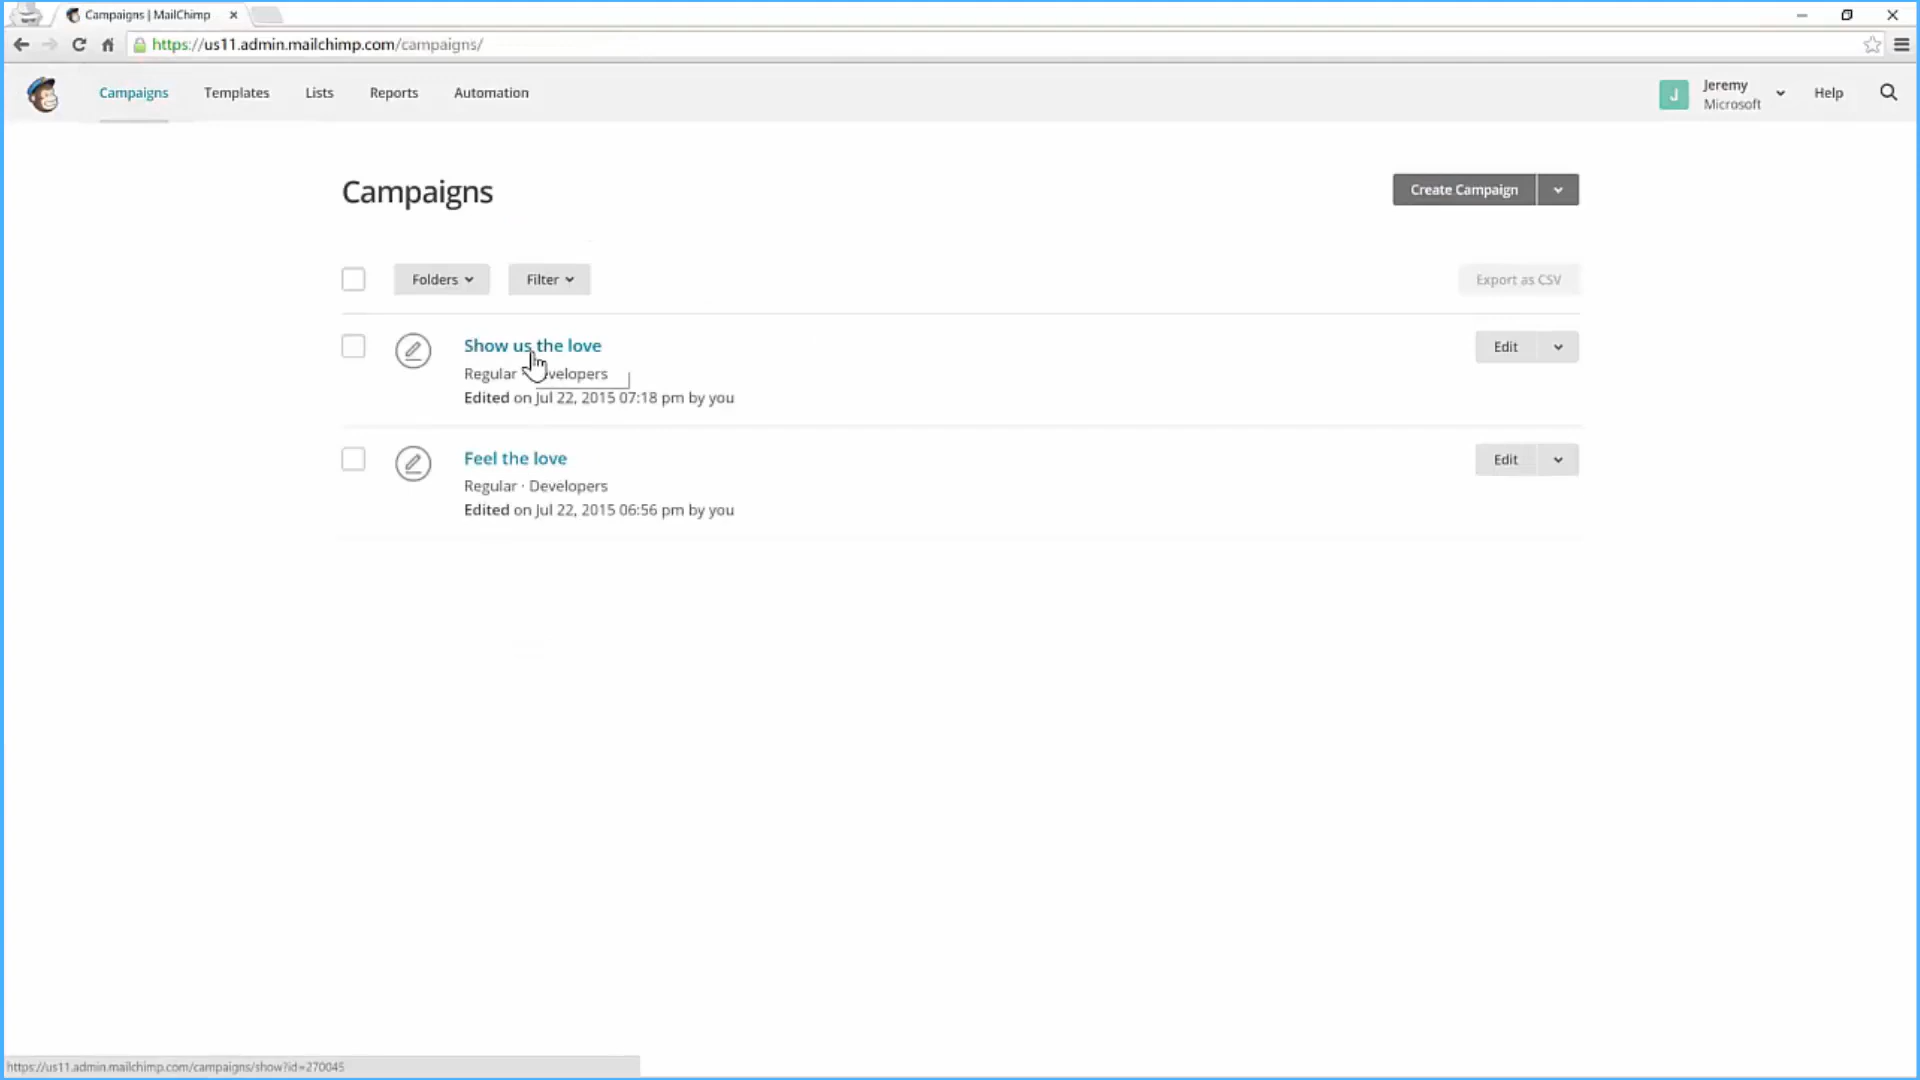 Campaigns | MailChimp
https://us11.admin.mailchimp.com/campaigns/
Campaigns
Templates
Lists
Reports
Automation
J
Jeremy
Microsoft
Help
Campaigns
Create Campaign
Folders
Filter
Export as CSV
Show us the love
Edit
Regular velopers
Edited on Jul 22, 2015 07:18 pm by you
Feel the love
Edit
Regular · Developers
Edited on Jul 22, 2015 06:56 pm by you
https://us11.admin.mailchimp.com/campaigns/show?id=270045